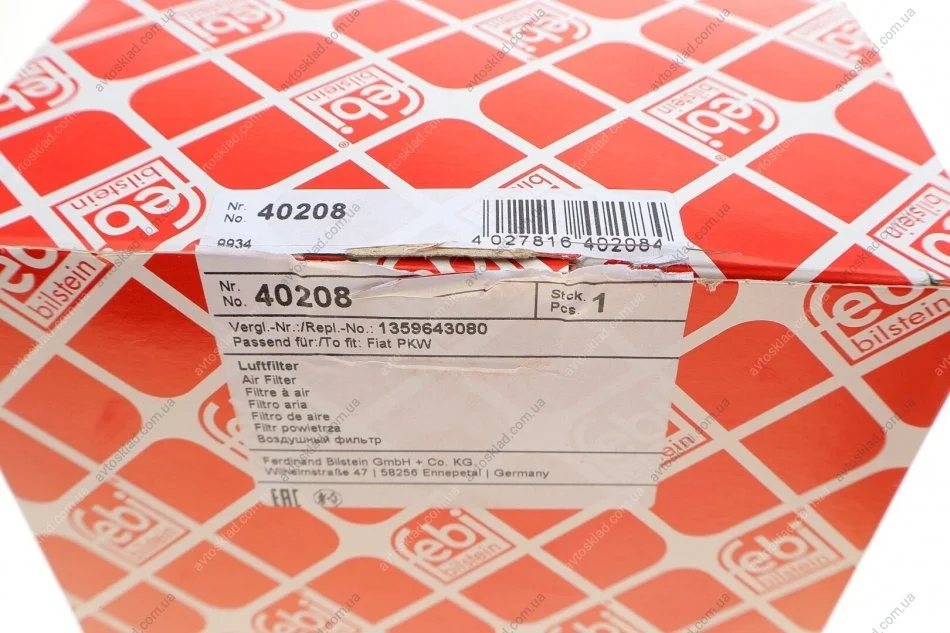 febi
bilstein
Nr.
No. 40208
9934
4 027816 402084
Nr.
No. 40208
Stck.
Pcs. 1
Vergl.-Nr.:/Repl.-No.: 1359643080
Passend für:/To fit: Fiat PKW
Luftfilter
Air Filter
Filtre à air
Filtro aria
Filtro de aire
Filtr powietrza
Воздушный фильтр
Ferdinand Bilstein GmbH + Co. KG
Wilhelmstraße 47 | 58256 Ennepetal | Germany
EAC
avtosklad.com.ua